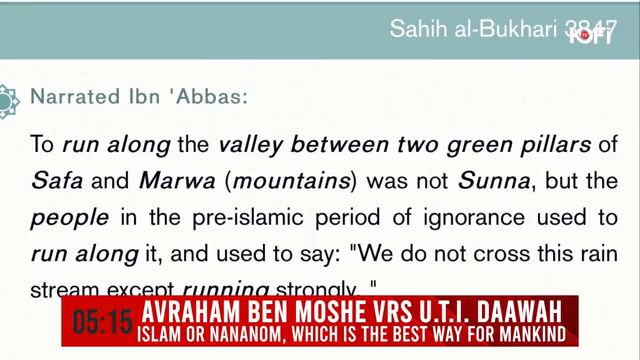 Sahih al-Bukhari 3847
Narrated Ibn 'Abbas:
To run along the valley between two green pillars of
Safa and Marwa (mountains) was not Sunna, but the
people in the pre-islamic period of ignorance used to
run along it, and used to say: "We do not cross this rain
stream except running strongly. "
05:15
AVRAHAM BEN MOSHE VRS U.T.I. DAAWAH
ISLAM OR NANANOM, WHICH IS THE BEST WAY FOR MANKIND